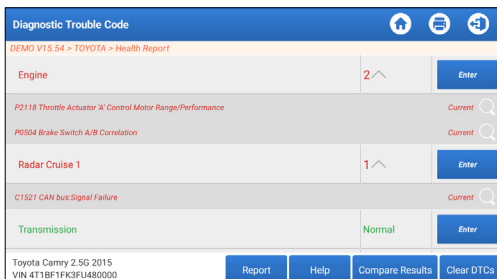 Diagnostic Trouble Code
DEMO V15.54 > TOYOTA > Health Report
Engine 2 Enter
P2118 Throttle Actuator 'A' Control Motor Range/Performance Current
P0504 Brake Switch A/B Correlation Current
Radar Cruise 1 1 Enter
C1521 CAN bus:Signal Failure Current
Transmission Normal Enter
Toyota Camry 2.5G 2015
VIN 4T1BF1FK3FU480000
Report Help Compare Results Clear DTCs